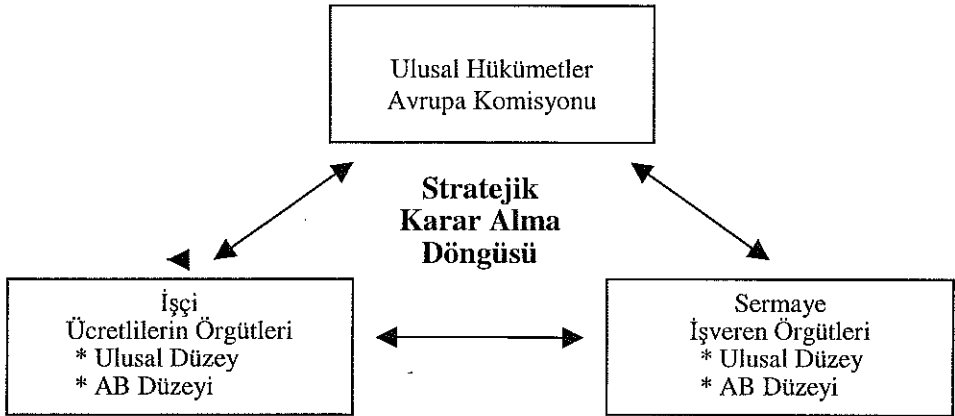 Ulusal Hükümetler
Avrupa Komisyonu
Stratejik
Karar Alma
Döngüsü
İşçi
Ücretlilerin Örgütleri
* Ulusal Düzey
* AB Düzeyi
Sermaye
İşveren Örgütleri
* Ulusal Düzey
* AB Düzeyi